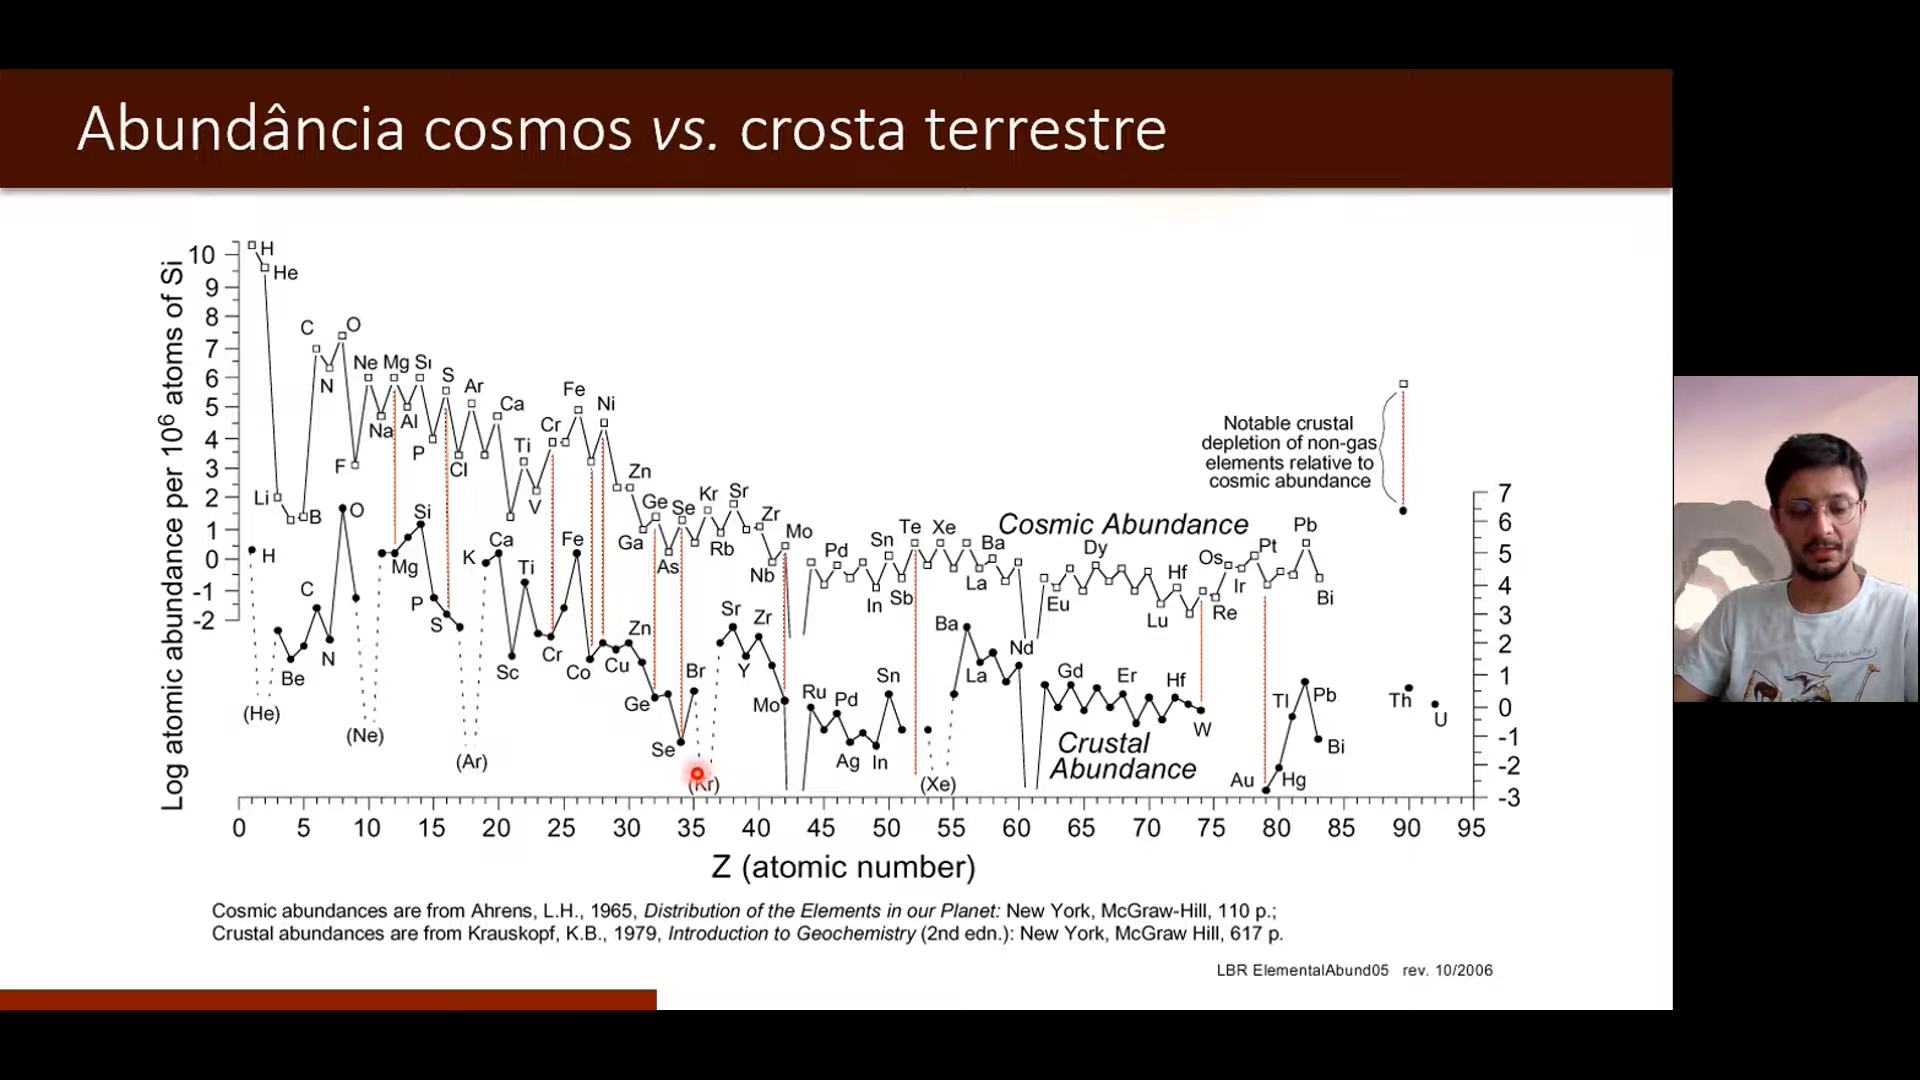 Abundância cosmos vs. crosta terrestre
Log atomic abundance per 10⁶ atoms of Si
10
9
8
7
6
5
4
3
2
1
0
-1
-2
H
He
Li
B
C
N
O
F
Ne
Na
Mg
Al
Si
P
S
Cl
Ar
Ca
Ti
V
Cr
Fe
Ni
Zn
Ga
Ge
As
Se
Kr
Rb
Sr
Zr
Nb
Mo
Pd
In
Sn
Sb
Te
Xe
La
Ba
Cosmic Abundance
Eu
Dy
Lu
Hf
Re
Os
Ir
Pt
Pb
Bi
Notable crustal
depletion of non-gas
elements relative to
cosmic abundance
H
(He)
Be
C
N
O
(Ne)
Mg
Si
P
S
(Ar)
K
Ca
Sc
Ti
Cr
Fe
Co
Cu
Zn
Ge
Se
Br
(Kr)
Sr
Y
Zr
Mo
Ru
Pd
Ag
In
Sn
(Xe)
Ba
La
Nd
Gd
Er
Hf
W
Crustal
Abundance
Au
Hg
Tl
Pb
Bi
Th
U
7
6
5
4
3
2
1
0
-1
-2
-3
0 5 10 15 20 25 30 35 40 45 50 55 60 65 70 75 80 85 90 95
Z (atomic number)
Cosmic abundances are from Ahrens, L.H., 1965, Distribution of the Elements in our Planet: New York, McGraw-Hill, 110 p.;
Crustal abundances are from Krauskopf, K.B., 1979, Introduction to Geochemistry (2nd edn.): New York, McGraw Hill, 617 p.
LBR ElementalAbund05 rev. 10/2006